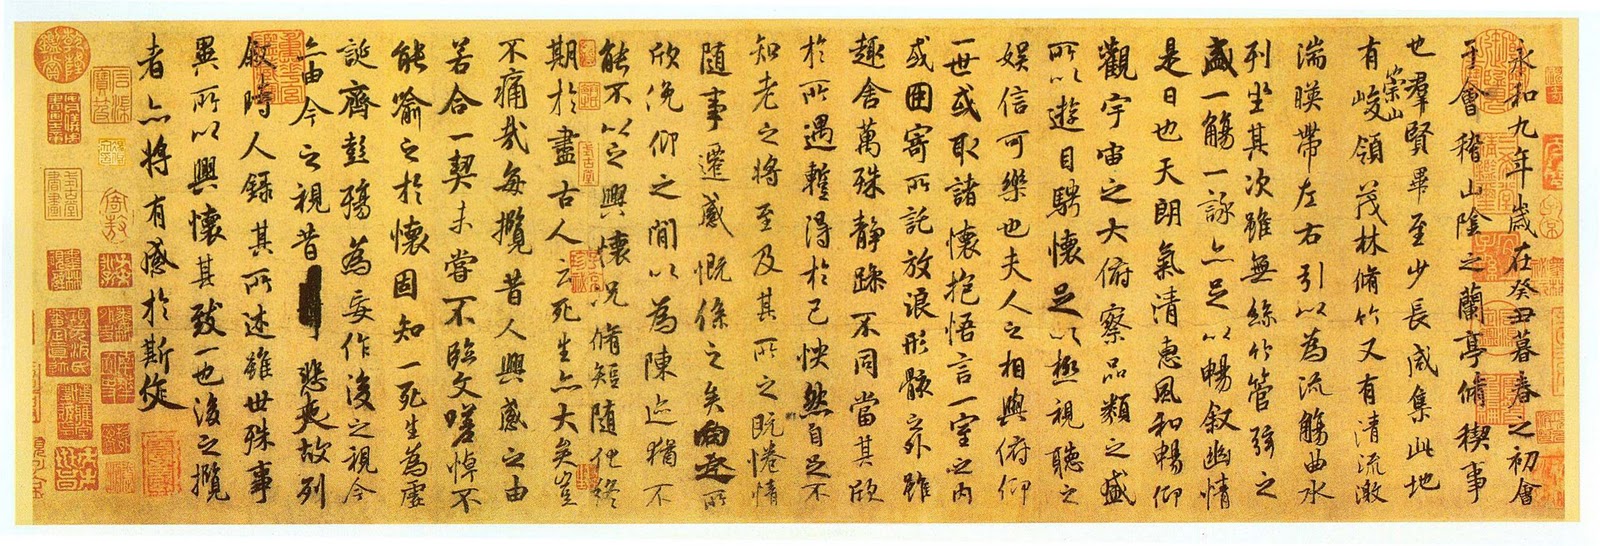 永和九年歲在癸丑暮春之初會
于會稽山陰之蘭亭脩稧事
也羣賢畢至少長咸集此地
有崇山峻領茂林脩竹又有清流激
湍暎帶左右引以為流觴曲水
列坐其次雖無絲竹管弦之
盛一觴一詠亦足以暢敘幽情
是日也天朗氣清惠風和暢仰
觀宇宙之大俯察品類之盛
所以遊目騁懷足以極視聽之
娛信可樂也夫人之相與俯仰
一世或取諸懷抱悟言一室之內
或因寄所託放浪形骸之外雖
趣舍萬殊靜躁不同當其欣
於所遇蹔得於己怏然自足不
知老之將至及其所之既惓情
隨事遷感慨係之矣向之所
欣俛仰之閒以為陳迹猶不
能不以之興懷況脩短隨化終
期於盡古人云死生亦大矣豈
不痛哉每攬昔人興感之由
若合一契未嘗不臨文嗟悼不
能喻之於懷固知一死生為虛
誕齊彭殤為妄作後之視今
亦由今之視昔悲夫故列
敘時人錄其所述雖世殊事
異所以興懷其致一也後之攬
者亦將有感於斯文